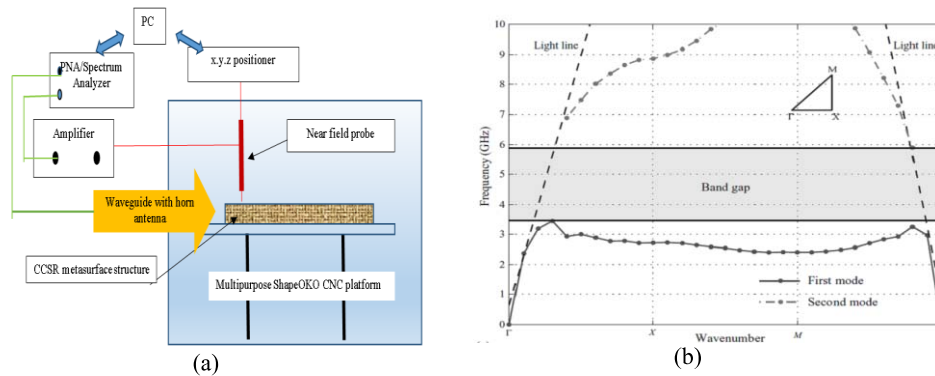 PC
PNA/Spectrum
Analyzer
x.y.z positioner
Amplifier
Near field probe
Waveguide with horn
antenna
CCSR metasurface structure
Multipurpose ShapeOKO CNC platform
(a)
10
9
8
7
6
5
4
3
2
1
0
Frequency (GHz)
Light line
Light line
M
Γ
X
Band gap
First mode
Second mode
Γ
X
M
Wavenumber
(b)